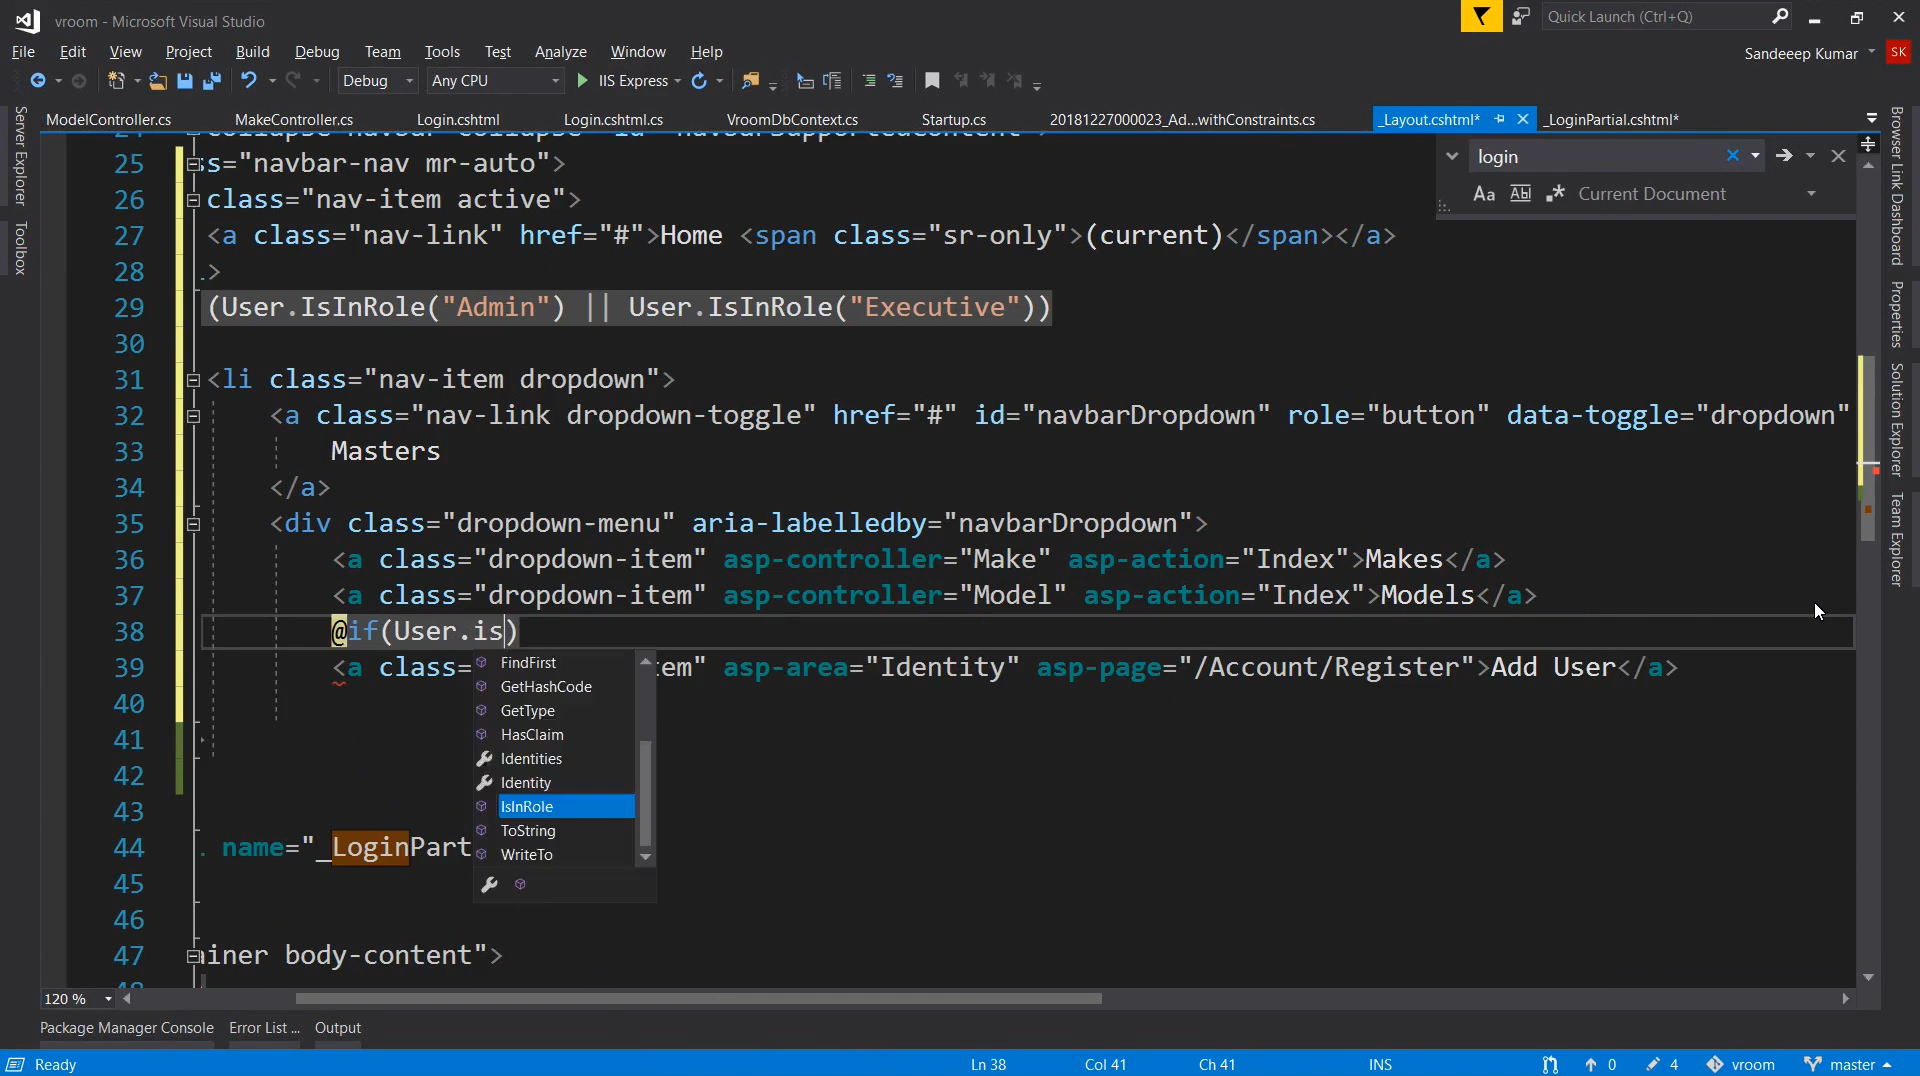 vroom - Microsoft Visual Studio
Quick Launch (Ctrl+Q)
File Edit View Project Build Debug Team Tools Test Analyze Window Help
Sandeeep Kumar SK
Debug Any CPU IIS Express
ModelController.cs MakeController.cs Login.cshtml Login.cshtml.cs VroomDbContext.cs Startup.cs 20181227000023_Ad...withConstraints.cs _Layout.cshtml* _LoginPartial.cshtml*
Server Explorer
Toolbox
login
Aa Abl Current Document
25 ss="navbar-nav mr-auto">
26 class="nav-item active">
27 <a class="nav-link" href="#">Home <span class="sr-only">(current)</span></a>
28 >
29 (User.IsInRole("Admin") || User.IsInRole("Executive"))
30
31 <li class="nav-item dropdown">
32 <a class="nav-link dropdown-toggle" href="#" id="navbarDropdown" role="button" data-toggle="dropdown"
33 Masters
34 </a>
35 <div class="dropdown-menu" aria-labelledby="navbarDropdown">
36 <a class="dropdown-item" asp-controller="Make" asp-action="Index">Makes</a>
37 <a class="dropdown-item" asp-controller="Model" asp-action="Index">Models</a>
38 @if(User.is)
39 <a class= em" asp-area="Identity" asp-page="/Account/Register">Add User</a>
FindFirst
GetHashCode
GetType
HasClaim
Identities
Identity
IsInRole
ToString
WriteTo
40
41
42
43
44 name="_LoginPart
45
46
47 iner body-content">
48
Browser Link Dashboard
Properties
Solution Explorer
Team Explorer
120 %
Package Manager Console Error List ... Output
Ready Ln 38 Col 41 Ch 41 INS 0 4 vroom master